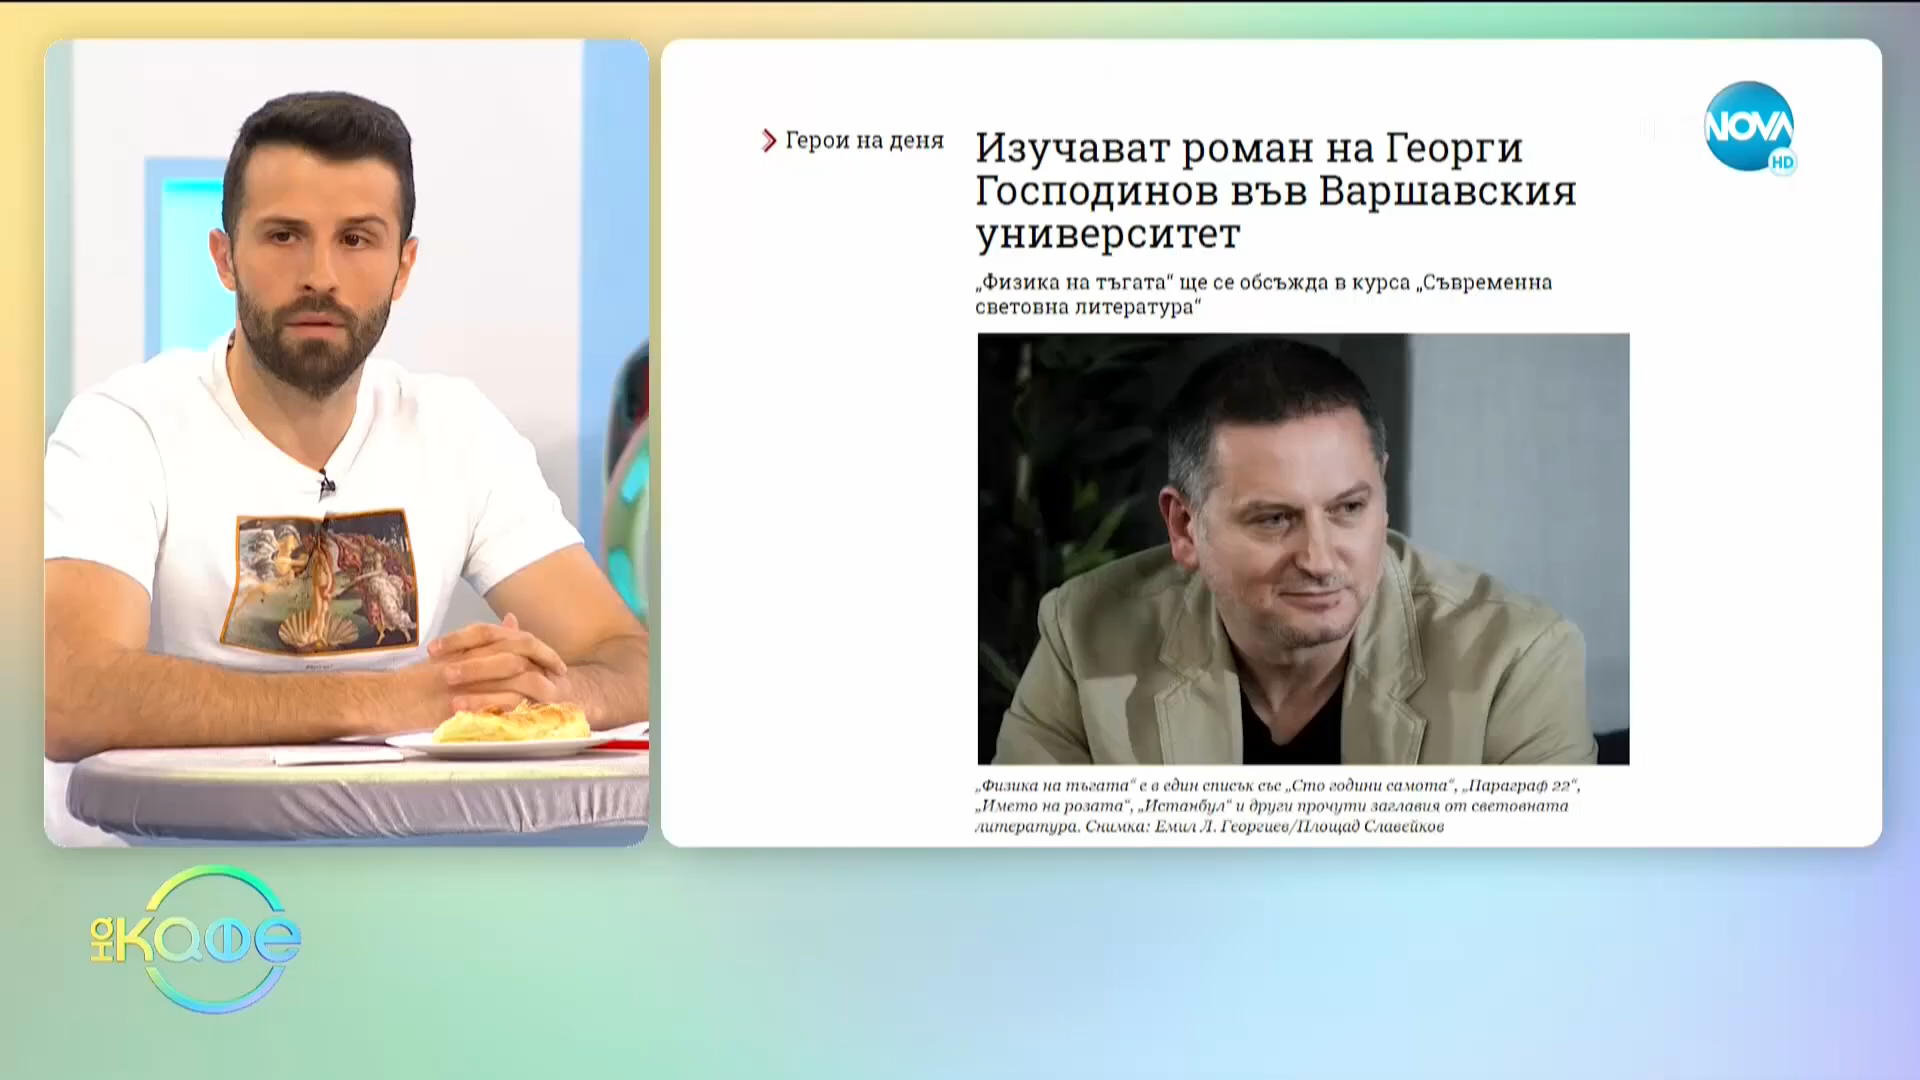 Герои на деня
Изучават роман на Георги
Господинов във Варшавския
университет
„Физика на тъгата“ ще се обсъжда в курса „Съвременна
световна литература“
NOVA
HD
„Физика на тъгата“ е в един списък със „Сто години самота“, „Параграф 22“,
„Името на розата“, „Истанбул“ и други прочути заглавия от световната
литература. Снимка: Емил Л. Георгиев/Площад Славейков
на кафе